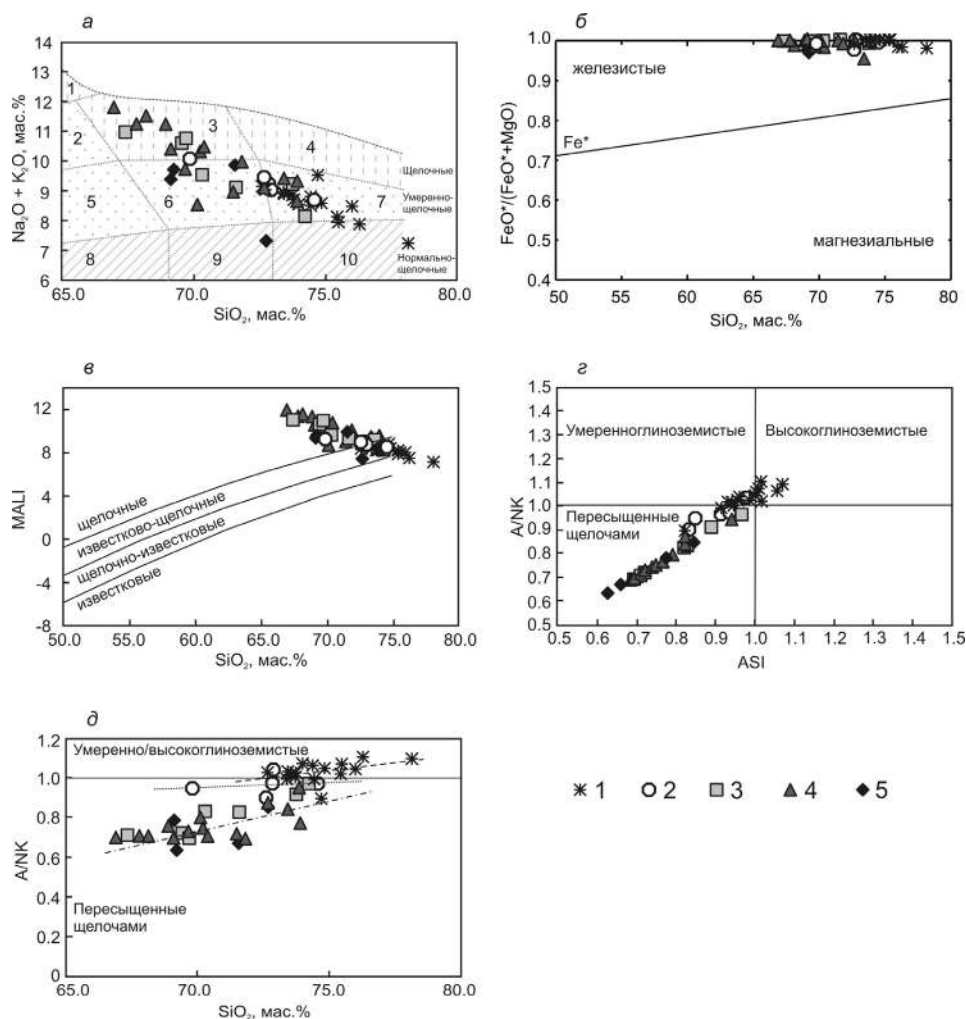 а
Na2O + K2O, мас.%
14
13
12
11
10
9
8
7
6
1
2
3
4
5
6
7
8
9
10
Щелочные
Умеренно-
щелочные
Нормально-
щелочные
65.0 70.0 75.0 80.0
SiO2, мас.%
б
FeO*/(FeO*+MgO)
1.0
0.9
0.8
0.7
0.6
0.5
0.4
железистые
Fe*
магнезиальные
50 55 60 65 70 75 80
SiO2, мас.%
в
MALI
12
8
4
0
-4
-8
щелочные
известково-щелочные
щелочно-известковые
известковые
50.0 55.0 60.0 65.0 70.0 75.0 80.0
SiO2, мас.%
г
A/NK
1.5
1.4
1.3
1.2
1.1
1.0
0.9
0.8
0.7
0.6
0.5
Умеренноглиноземистые
Высокоглиноземистые
Пересыщенные
щелочами
0.5 0.6 0.7 0.8 0.9 1.0 1.1 1.2 1.3 1.4 1.5
ASI
д
A/NK
1.2
1.0
0.8
0.6
0.4
0.2
0
Умеренно/высокоглиноземистые
Пересыщенные
щелочами
65.0 70.0 75.0 80.0
SiO2, мас.%
1 2 3 4 5